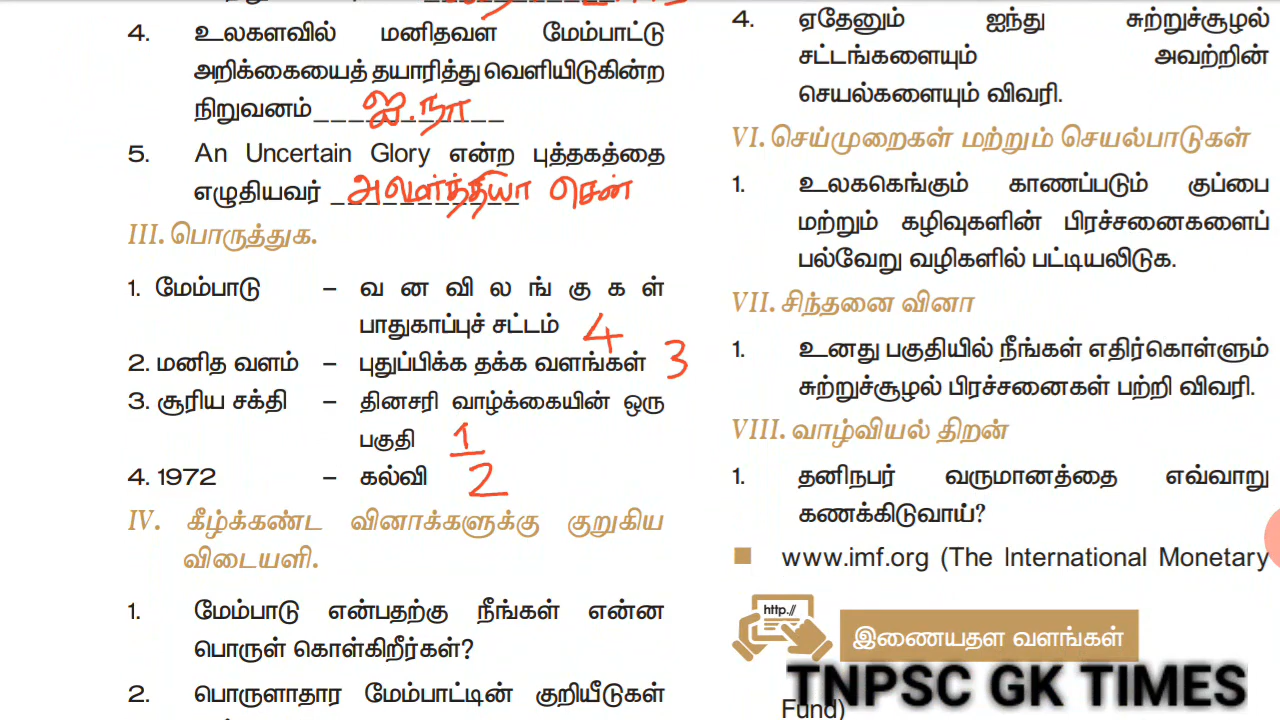 4. உலகளவில் மனிதவள மேம்பாட்டு
அறிக்கையைத் தயாரித்து வெளியிடுகின்ற
நிறுவனம் ___________ ஐ.நா
5. An Uncertain Glory என்ற புத்தகத்தை
எழுதியவர் ___________ அமர்த்தியா சென்
III. பொருத்துக.
1. மேம்பாடு – வ ன வி ல ங் கு க ள்
பாதுகாப்புச் சட்டம் 4
2. மனித வளம் – புதுப்பிக்க தக்க வளங்கள் 3
3. சூரிய சக்தி – தினசரி வாழ்க்கையின் ஒரு
பகுதி 1
4. 1972 – கல்வி 2
IV. கீழ்க்கண்ட வினாக்களுக்கு குறுகிய
விடையளி.
1. மேம்பாடு என்பதற்கு நீங்கள் என்ன
பொருள் கொள்கிறீர்கள்?
2. பொருளாதார மேம்பாட்டின் குறியீடுகள்
4. ஏதேனும் ஐந்து சுற்றுச்சூழல்
சட்டங்களையும் அவற்றின்
செயல்களையும் விவரி.
VI. செய்முறைகள் மற்றும் செயல்பாடுகள்
1. உலககெங்கும் காணப்படும் குப்பை
மற்றும் கழிவுகளின் பிரச்சனைகளைப்
பல்வேறு வழிகளில் பட்டியலிடுக.
VII. சிந்தனை வினா
1. உனது பகுதியில் நீங்கள் எதிர்கொள்ளும்
சுற்றுச்சூழல் பிரச்சனைகள் பற்றி விவரி.
VIII. வாழ்வியல் திறன்
1. தனிநபர் வருமானத்தை எவ்வாறு
கணக்கிடுவாய்?
www.imf.org (The International Monetary
http://
இணையதள வளங்கள்
TNPSC GK TIMES
Fund)